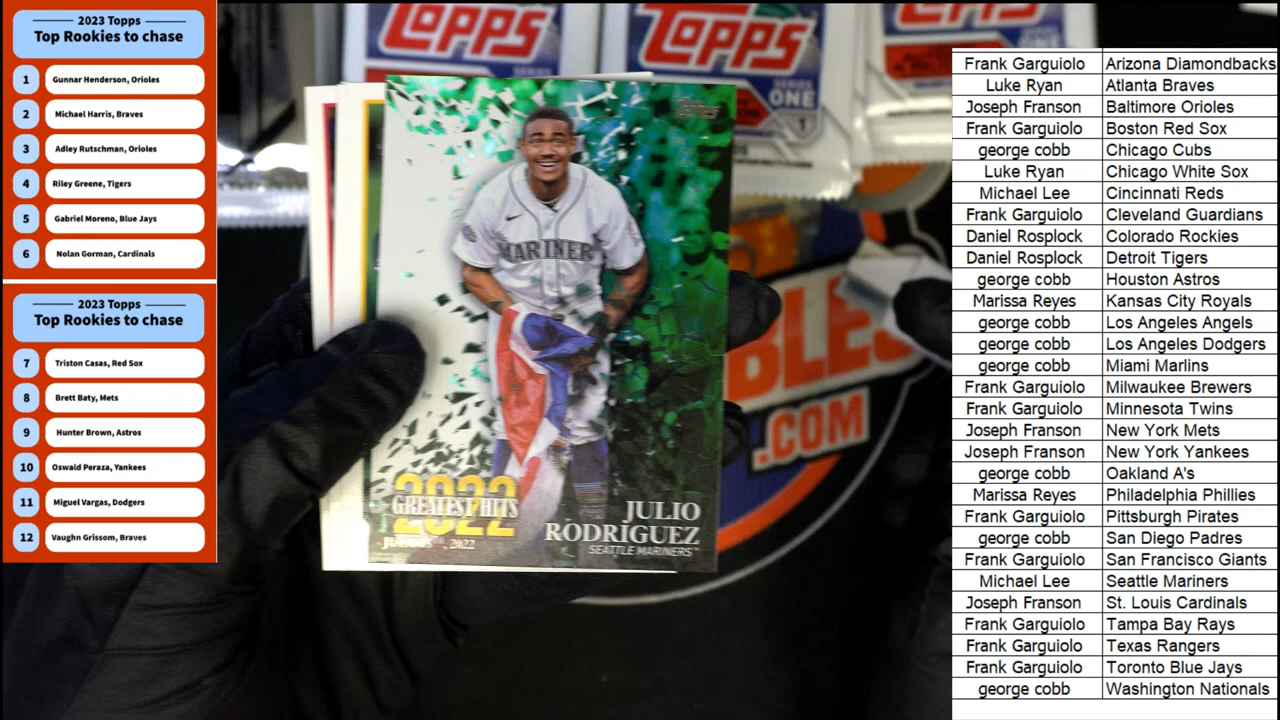 2023 Topps
Top Rookies to chase
1 Gunnar Henderson, Orioles
2 Michael Harris, Braves
3 Adley Rutschman, Orioles
4 Riley Greene, Tigers
5 Gabriel Moreno, Blue Jays
6 Nolan Gorman, Cardinals
2023 Topps
Top Rookies to chase
7 Triston Casas, Red Sox
8 Brett Baty, Mets
9 Hunter Brown, Astros
10 Oswald Peraza, Yankees
11 Miguel Vargas, Dodgers
12 Vaughn Grissom, Braves
TOPPS
TOPPS
SERIES
ONE
1
TOPPS
ONE
topps
MARINER
2022
GREATEST HITS
2022
JULIO
RODRÍGUEZ
SEATTLE MARINERS™
BLE
.COM
Frank Garguiolo Arizona Diamondbacks
Luke Ryan Atlanta Braves
Joseph Franson Baltimore Orioles
Frank Garguiolo Boston Red Sox
george cobb Chicago Cubs
Luke Ryan Chicago White Sox
Michael Lee Cincinnati Reds
Frank Garguiolo Cleveland Guardians
Daniel Rosplock Colorado Rockies
Daniel Rosplock Detroit Tigers
george cobb Houston Astros
Marissa Reyes Kansas City Royals
george cobb Los Angeles Angels
george cobb Los Angeles Dodgers
george cobb Miami Marlins
Frank Garguiolo Milwaukee Brewers
Frank Garguiolo Minnesota Twins
Joseph Franson New York Mets
Joseph Franson New York Yankees
george cobb Oakland A's
Marissa Reyes Philadelphia Phillies
Frank Garguiolo Pittsburgh Pirates
george cobb San Diego Padres
Frank Garguiolo San Francisco Giants
Michael Lee Seattle Mariners
Joseph Franson St. Louis Cardinals
Frank Garguiolo Tampa Bay Rays
Frank Garguiolo Texas Rangers
Frank Garguiolo Toronto Blue Jays
george cobb Washington Nationals